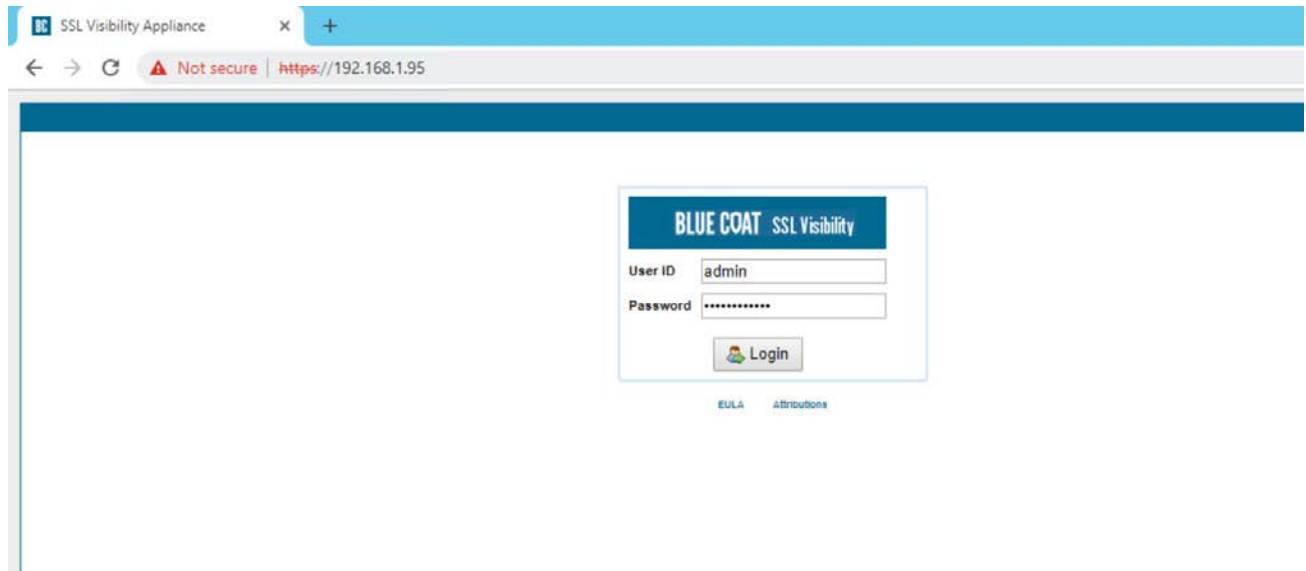 SSL Visibility Appliance
Not secure | https://192.168.1.95
BLUE COAT SSL Visibility
User ID admin
Password ••••••••••••
Login
EULA Attributions